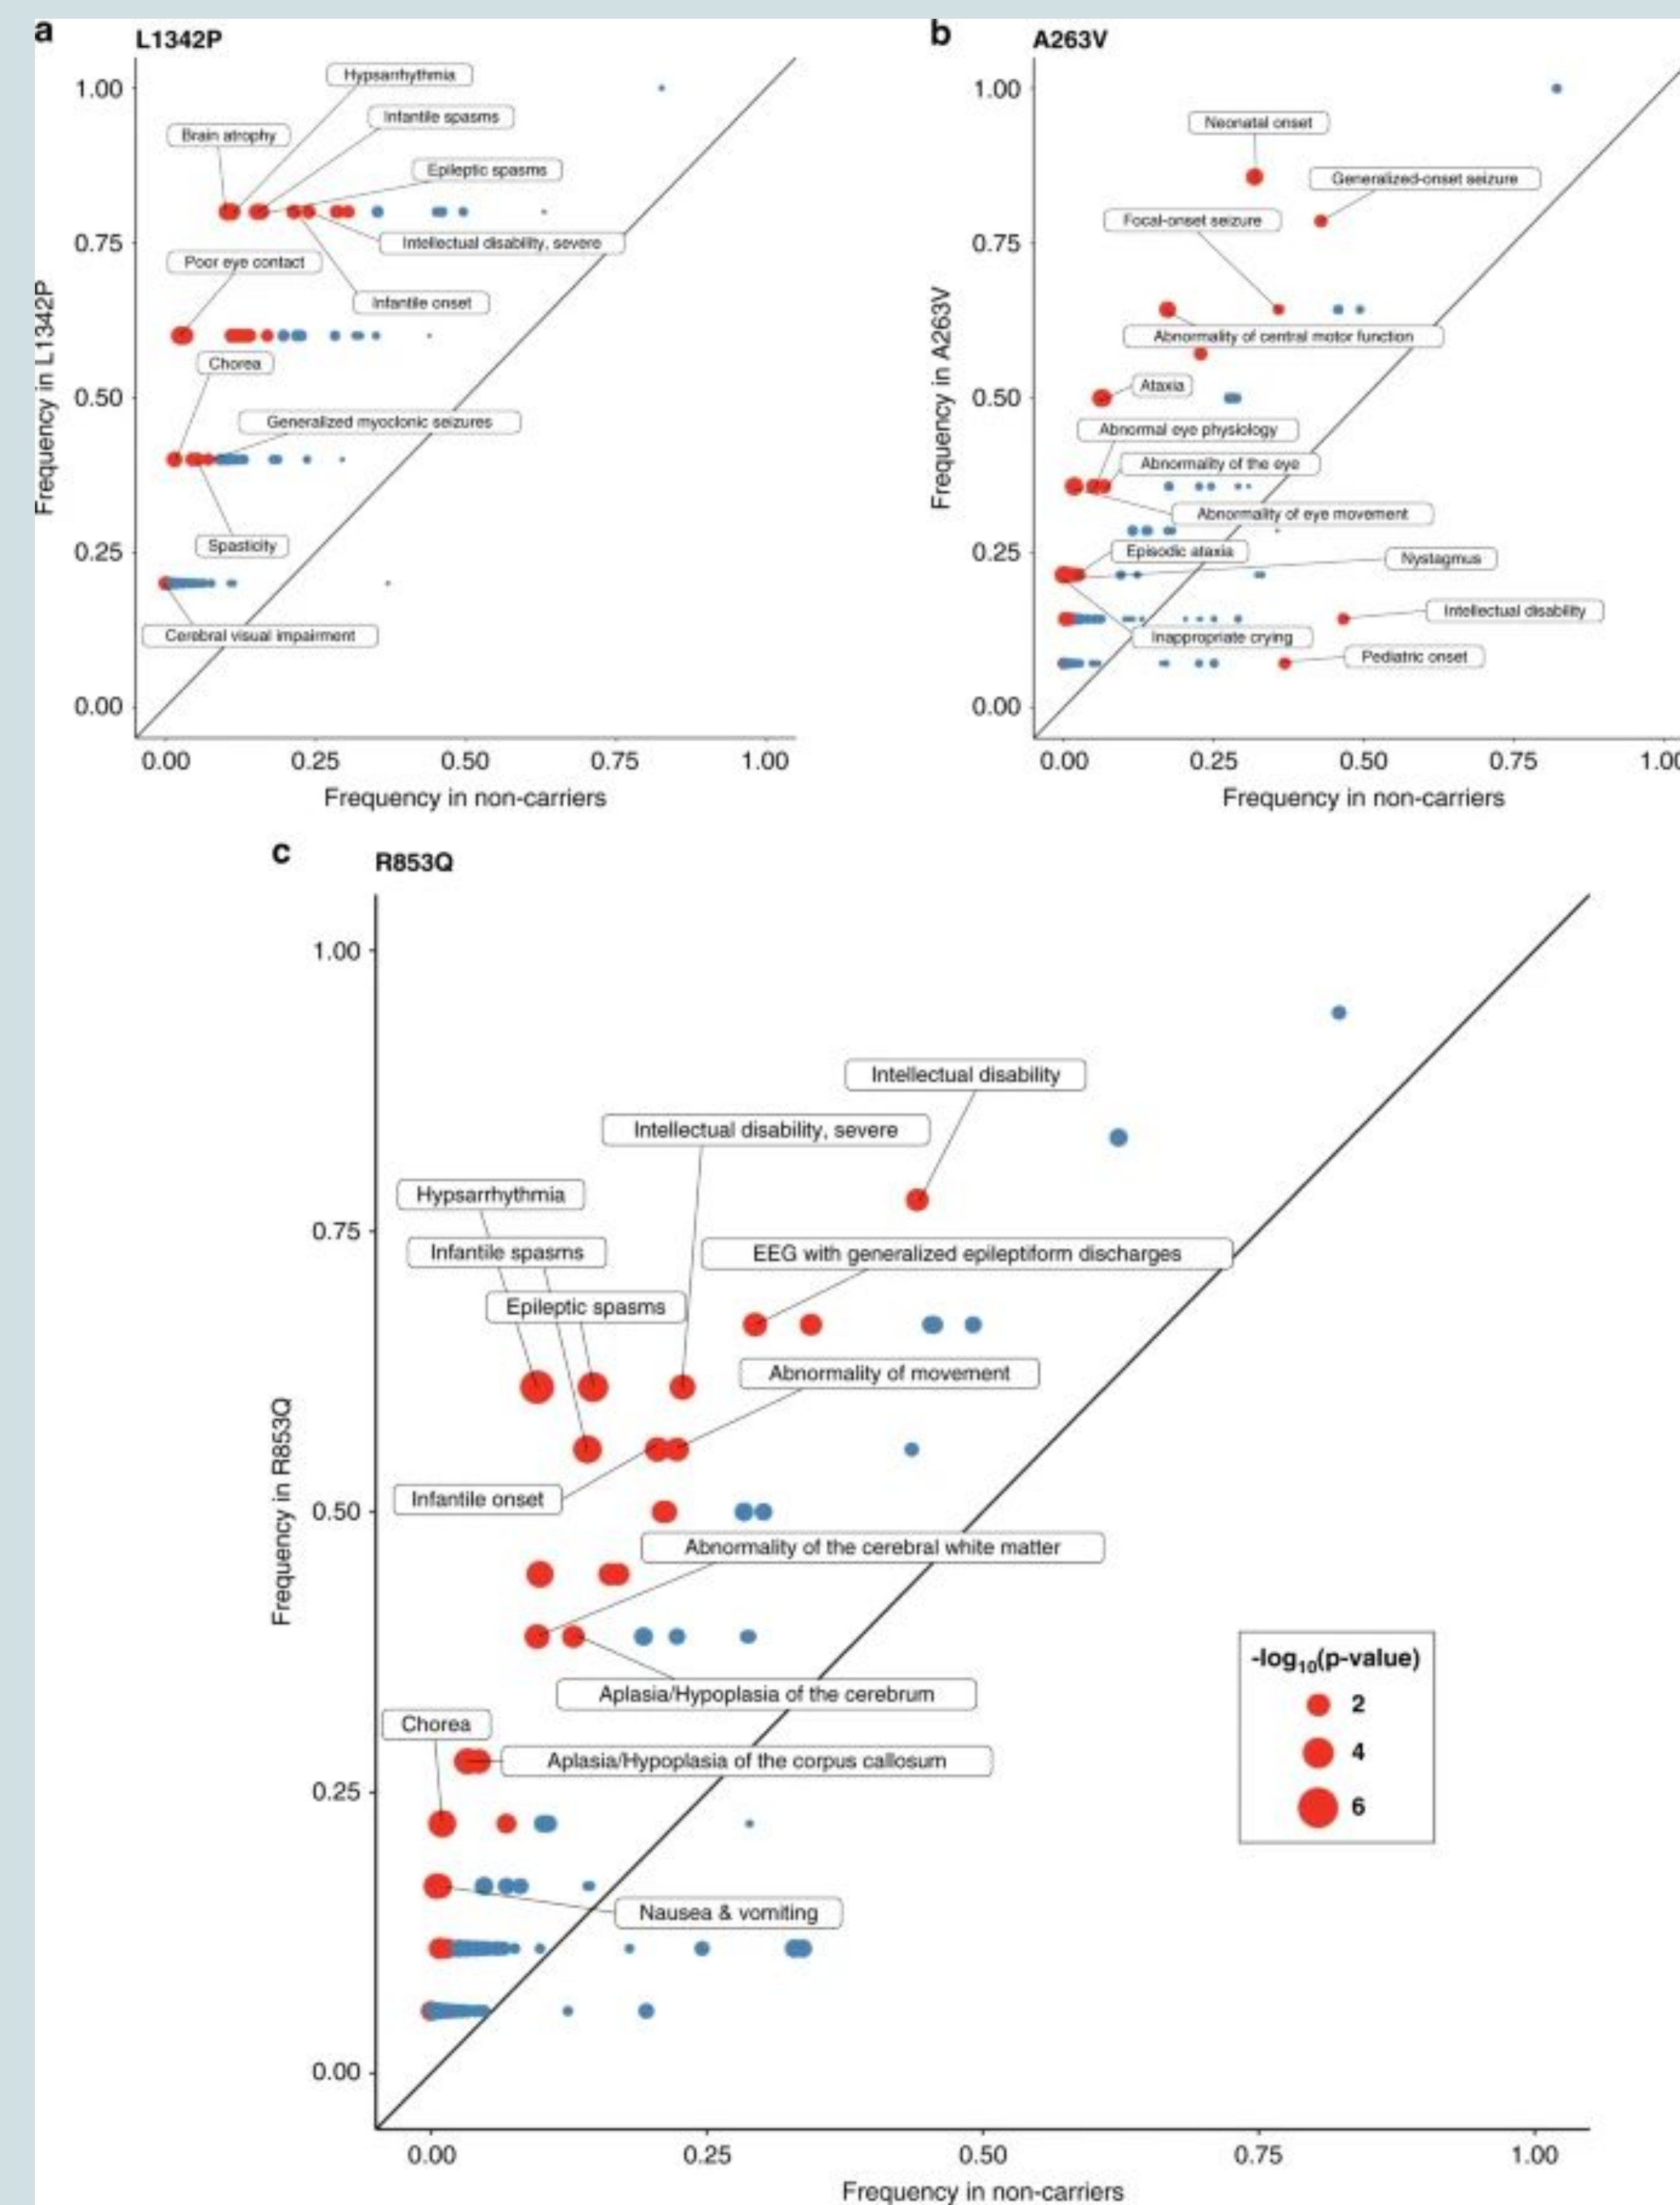 a
L1342P
Hypsarrhythmia
Infantile spasms
Brain atrophy
Epileptic spasms
Intellectual disability, severe
Poor eye contact
Infantile onset
Chorea
Generalized myoclonic seizures
Spasticity
Cerebral visual impairment
1.00
0.75
0.50
0.25
0.00
Frequency in L1342P
0.00 0.25 0.50 0.75 1.00
Frequency in non-carriers
b
A263V
Neonatal onset
Generalized-onset seizure
Focal-onset seizure
Abnormality of central motor function
Ataxia
Abnormal eye physiology
Abnormality of the eye
Abnormality of eye movement
Episodic ataxia
Nystagmus
Intellectual disability
Inappropriate crying
Pediatric onset
1.00
0.75
0.50
0.25
0.00
Frequency in A263V
0.00 0.25 0.50 0.75 1.00
Frequency in non-carriers
c
R853Q
Intellectual disability
Intellectual disability, severe
Hypsarrhythmia
Infantile spasms
EEG with generalized epileptiform discharges
Epileptic spasms
Abnormality of movement
Infantile onset
Abnormality of the cerebral white matter
Aplasia/Hypoplasia of the cerebrum
Chorea
Aplasia/Hypoplasia of the corpus callosum
Nausea & vomiting
1.00
0.75
0.50
0.25
0.00
Frequency in R853Q
0.00 0.25 0.50 0.75 1.00
Frequency in non-carriers
-log10(p-value)
2
4
6